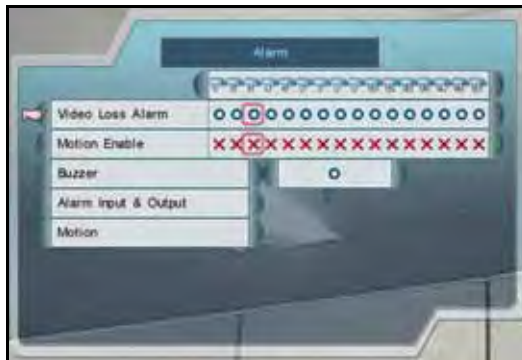 Alarm
Video Loss Alarm
Motion Enable
Buzzer
Alarm Input & Output
Motion